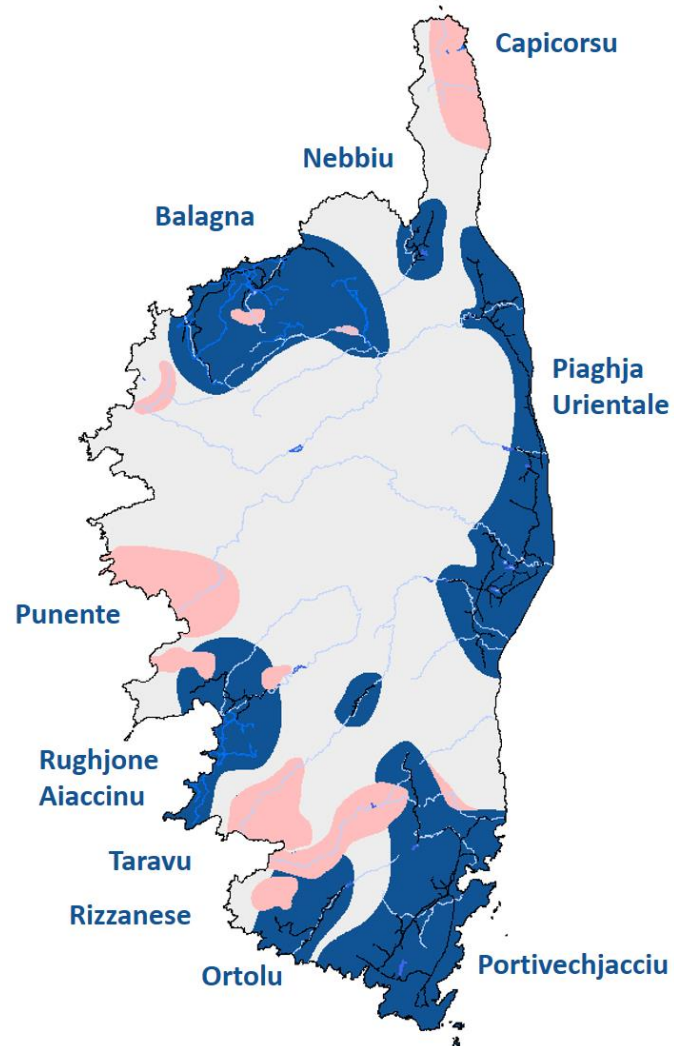 Capicorsu
Nebbiu
Balagna
Piaghja
Urientale
Punente
Rughjone
Aiaccinu
Taravu
Rizzanese
Ortolu
Portivechjacciu